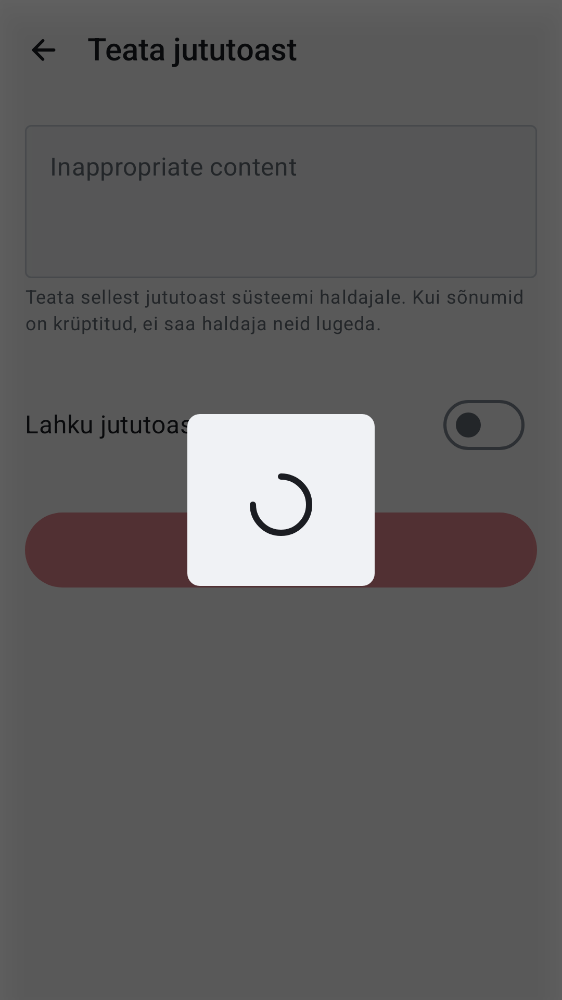 Teata jututoast
Inappropriate content
Teata sellest jututoast süsteemi haldajale. Kui sõnumid
on krüptitud, ei saa haldaja neid lugeda.
Lahku jututoas